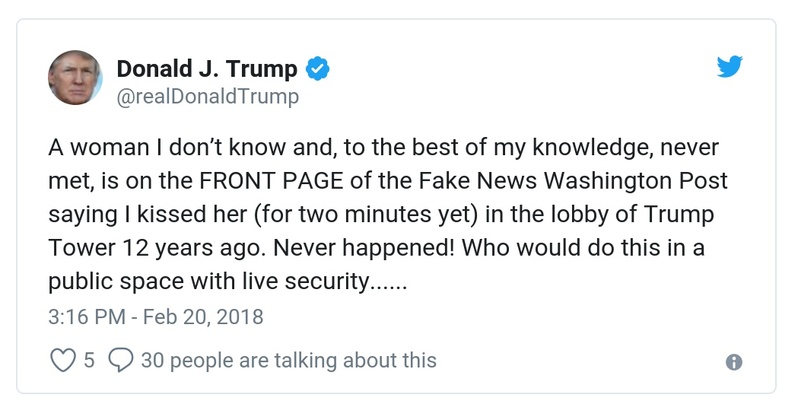 Donald J. Trump
@realDonaldTrump
A woman I don’t know and, to the best of my knowledge, never
met, is on the FRONT PAGE of the Fake News Washington Post
saying I kissed her (for two minutes yet) in the lobby of Trump
Tower 12 years ago. Never happened! Who would do this in a
public space with live security......
3:16 PM - Feb 20, 2018
5 30 people are talking about this